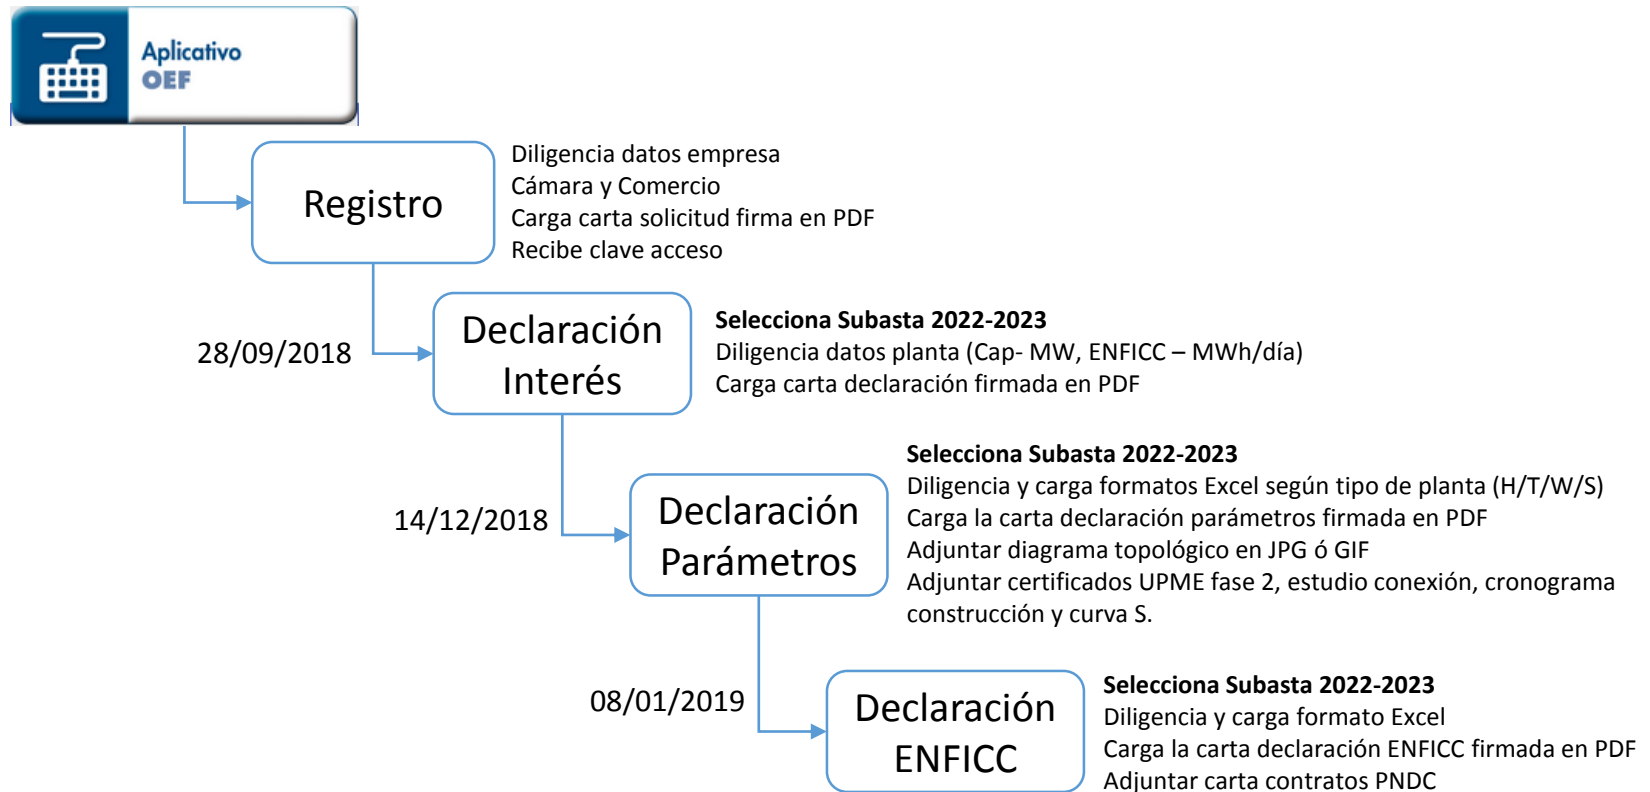 Aplicativo
OEF
Registro
Diligencia datos empresa
Cámara y Comercio
Carga carta solicitud firma en PDF
Recibe clave acceso
28/09/2018
Declaración
Interés
Selecciona Subasta 2022-2023
Diligencia datos planta (Cap- MW, ENFICC – MWh/día)
Carga carta declaración firmada en PDF
14/12/2018
Declaración
Parámetros
Selecciona Subasta 2022-2023
Diligencia y carga formatos Excel según tipo de planta (H/T/W/S)
Carga la carta declaración parámetros firmada en PDF
Adjuntar diagrama topológico en JPG ó GIF
Adjuntar certificados UPME fase 2, estudio conexión, cronograma
construcción y curva S.
08/01/2019
Declaración
ENFICC
Selecciona Subasta 2022-2023
Diligencia y carga formato Excel
Carga la carta declaración ENFICC firmada en PDF
Adjuntar carta contratos PNDC